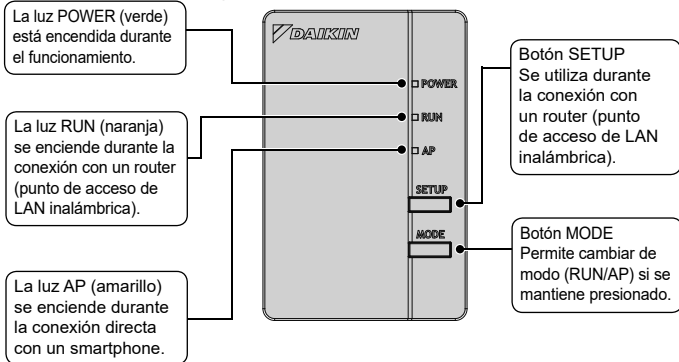 La luz POWER (verde)
está encendida durante
el funcionamiento.
La luz RUN (naranja)
se enciende durante la
conexión con un router
(punto de acceso de
LAN inalámbrica).
La luz AP (amarillo)
se enciende durante
la conexión directa
con un smartphone.
DAIKIN
POWER
RUN
AP
SETUP
MODE
Botón SETUP
Se utiliza durante
la conexión con
un router (punto
de acceso de LAN
inalámbrica).
Botón MODE
Permite cambiar de
modo (RUN/AP) si se
mantiene presionado.